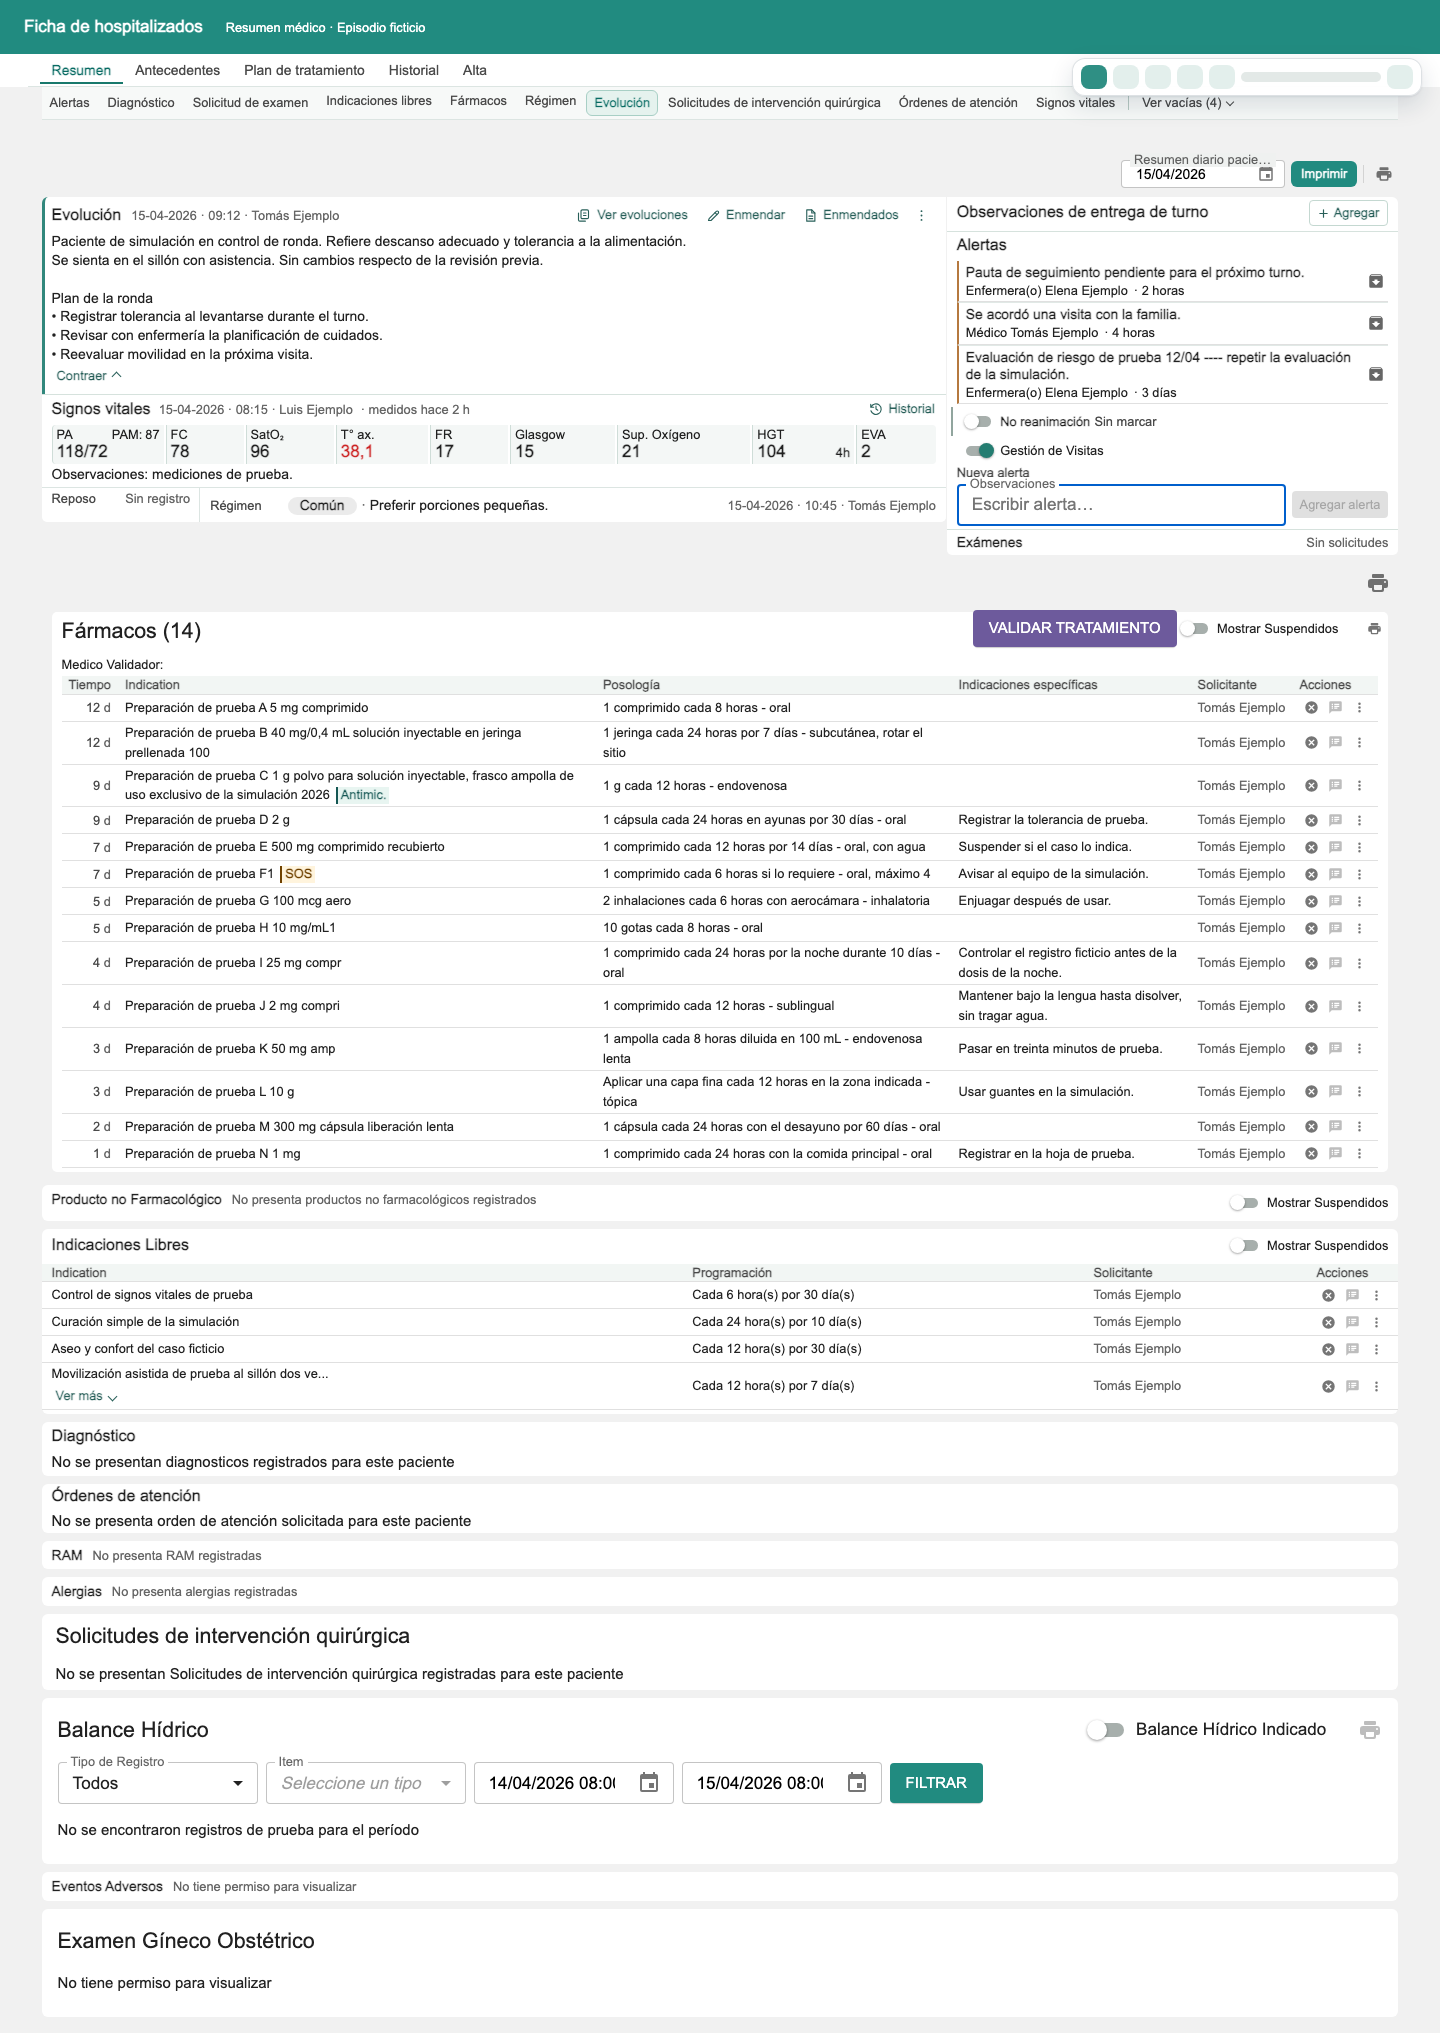 Ficha de hospitalizados Resumen médico · Episodio ficticio
Resumen Antecedentes Plan de tratamiento Historial Alta
Alertas Diagnóstico Solicitud de examen Indicaciones libres Fármacos Régimen Evolución Solicitudes de intervención quirúrgica Órdenes de atención Signos vitales Ver vacías (4)
Resumen diario pacie...
15/04/2026 Imprimir
Evolución 15-04-2026 · 09:12 · Tomás Ejemplo Ver evoluciones Enmendar Enmendados
Paciente de simulación en control de ronda. Refiere descanso adecuado y tolerancia a la alimentación.
Se sienta en el sillón con asistencia. Sin cambios respecto de la revisión previa.
Plan de la ronda
• Registrar tolerancia al levantarse durante el turno.
• Revisar con enfermería la planificación de cuidados.
• Reevaluar movilidad en la próxima visita.
Contraer
Signos vitales 15-04-2026 · 08:15 · Luis Ejemplo · medidos hace 2 h Historial
PA PAM: 87 FC SatO₂ T° ax. FR Glasgow Sup. Oxígeno HGT EVA
118/72 78 96 38,1 17 15 21 104 4h 2
Observaciones: mediciones de prueba.
Reposo Sin registro Régimen Común · Preferir porciones pequeñas. 15-04-2026 · 10:45 · Tomás Ejemplo
Observaciones de entrega de turno + Agregar
Alertas
Pauta de seguimiento pendiente para el próximo turno.
Enfermera(o) Elena Ejemplo · 2 horas
Se acordó una visita con la familia.
Médico Tomás Ejemplo · 4 horas
Evaluación de riesgo de prueba 12/04 ---- repetir la evaluación
de la simulación.
Enfermera(o) Elena Ejemplo · 3 días
No reanimación Sin marcar
Gestión de Visitas
Nueva alerta
Observaciones
Escribir alerta... Agregar alerta
Exámenes Sin solicitudes
Fármacos (14) VALIDAR TRATAMIENTO Mostrar Suspendidos
Medico Validador:
Tiempo Indication Posología Indicaciones específicas Solicitante Acciones
12 d Preparación de prueba A 5 mg comprimido 1 comprimido cada 8 horas - oral Tomás Ejemplo
12 d Preparación de prueba B 40 mg/0,4 mL solución inyectable en jeringa
prellenada 100 1 jeringa cada 24 horas por 7 días - subcutánea, rotar el
sitio Tomás Ejemplo
9 d Preparación de prueba C 1 g polvo para solución inyectable, frasco ampolla de
uso exclusivo de la simulación 2026 Antimic. 1 g cada 12 horas - endovenosa Tomás Ejemplo
9 d Preparación de prueba D 2 g 1 cápsula cada 24 horas en ayunas por 30 días - oral Registrar la tolerancia de prueba. Tomás Ejemplo
7 d Preparación de prueba E 500 mg comprimido recubierto 1 comprimido cada 12 horas por 14 días - oral, con agua Suspender si el caso lo indica. Tomás Ejemplo
7 d Preparación de prueba F1 SOS 1 comprimido cada 6 horas si lo requiere - oral, máximo 4 Avisar al equipo de la simulación. Tomás Ejemplo
5 d Preparación de prueba G 100 mcg aero 2 inhalaciones cada 6 horas con aerocámara - inhalatoria Enjuagar después de usar. Tomás Ejemplo
5 d Preparación de prueba H 10 mg/mL1 10 gotas cada 8 horas - oral Tomás Ejemplo
4 d Preparación de prueba I 25 mg compr 1 comprimido cada 24 horas por la noche durante 10 días -
oral Controlar el registro ficticio antes de la
dosis de la noche. Tomás Ejemplo
4 d Preparación de prueba J 2 mg compri 1 comprimido cada 12 horas - sublingual Mantener bajo la lengua hasta disolver,
sin tragar agua. Tomás Ejemplo
3 d Preparación de prueba K 50 mg amp 1 ampolla cada 8 horas diluida en 100 mL - endovenosa
lenta Pasar en treinta minutos de prueba. Tomás Ejemplo
3 d Preparación de prueba L 10 g Aplicar una capa fina cada 12 horas en la zona indicada -
tópica Usar guantes en la simulación. Tomás Ejemplo
2 d Preparación de prueba M 300 mg cápsula liberación lenta 1 cápsula cada 24 horas con el desayuno por 60 días - oral Tomás Ejemplo
1 d Preparación de prueba N 1 mg 1 comprimido cada 24 horas con la comida principal - oral Registrar en la hoja de prueba. Tomás Ejemplo
Producto no Farmacológico No presenta productos no farmacológicos registrados Mostrar Suspendidos
Indicaciones Libres Mostrar Suspendidos
Indication Programación Solicitante Acciones
Control de signos vitales de prueba Cada 6 hora(s) por 30 día(s) Tomás Ejemplo
Curación simple de la simulación Cada 24 hora(s) por 10 día(s) Tomás Ejemplo
Aseo y confort del caso ficticio Cada 12 hora(s) por 30 día(s) Tomás Ejemplo
Movilización asistida de prueba al sillón dos ve... Cada 12 hora(s) por 7 día(s) Tomás Ejemplo
Ver más
Diagnóstico
No se presentan diagnosticos registrados para este paciente
Órdenes de atención
No se presenta orden de atención solicitada para este paciente
RAM No presenta RAM registradas
Alergias No presenta alergias registradas
Solicitudes de intervención quirúrgica
No se presentan Solicitudes de intervención quirúrgica registradas para este paciente
Balance Hídrico Balance Hídrico Indicado
Tipo de Registro Item
Todos Seleccione un tipo 14/04/2026 08:00 15/04/2026 08:00 FILTRAR
No se encontraron registros de prueba para el período
Eventos Adversos No tiene permiso para visualizar
Examen Gíneco Obstétrico
No tiene permiso para visualizar